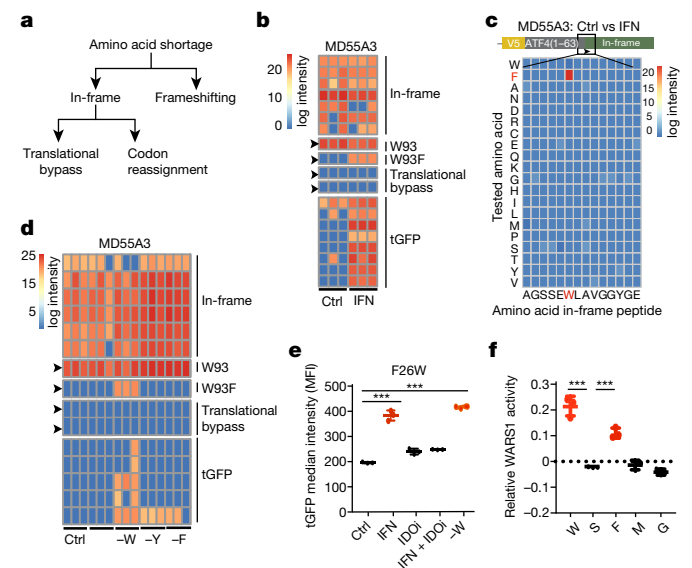 a
Amino acid shortage
In-frame
Frameshifting
Translational
bypass
Codon
reassignment
b
MD55A3
20
10
0
log intensity
In-frame
W93
W93F
Translational
bypass
tGFP
Ctrl
IFN
c
MD55A3: Ctrl vs IFN
V5
ATF4(1–63)
In-frame
W
F
A
N
D
R
C
E
Q
K
G
H
I
L
M
P
S
T
Y
V
Tested amino acid
20
15
10
5
0
log intensity
AGSSEWLAVGGYGE
Amino acid in-frame peptide
d
MD55A3
25
15
5
log intensity
In-frame
W93
W93F
Translational
bypass
tGFP
Ctrl
–W
–Y
–F
e
F26W
***
***
500
400
300
200
100
0
tGFP median intensity (MFI)
Ctrl
IFN
IDOi
IFN + IDOi
–W
f
***
***
0.3
0.2
0.1
0
–0.1
–0.2
Relative WARS1 activity
W
S
F
M
G